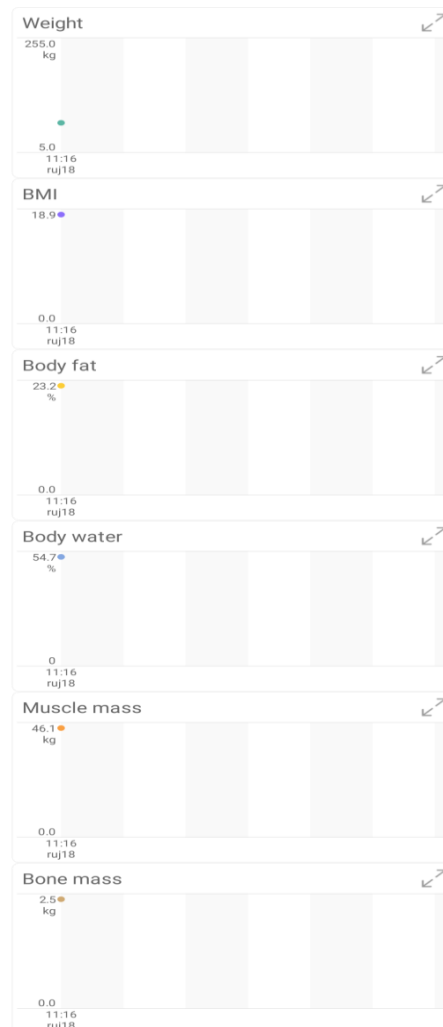 Weight
255.0
kg
5.0
11:16
ruj18
BMI
18.9
0.0
11:16
ruj18
Body fat
23.2
%
0.0
11:16
ruj18
Body water
54.7
%
0
11:16
ruj18
Muscle mass
46.1
kg
0.0
11:16
ruj18
Bone mass
2.5
kg
0.0
11:16
ruj18